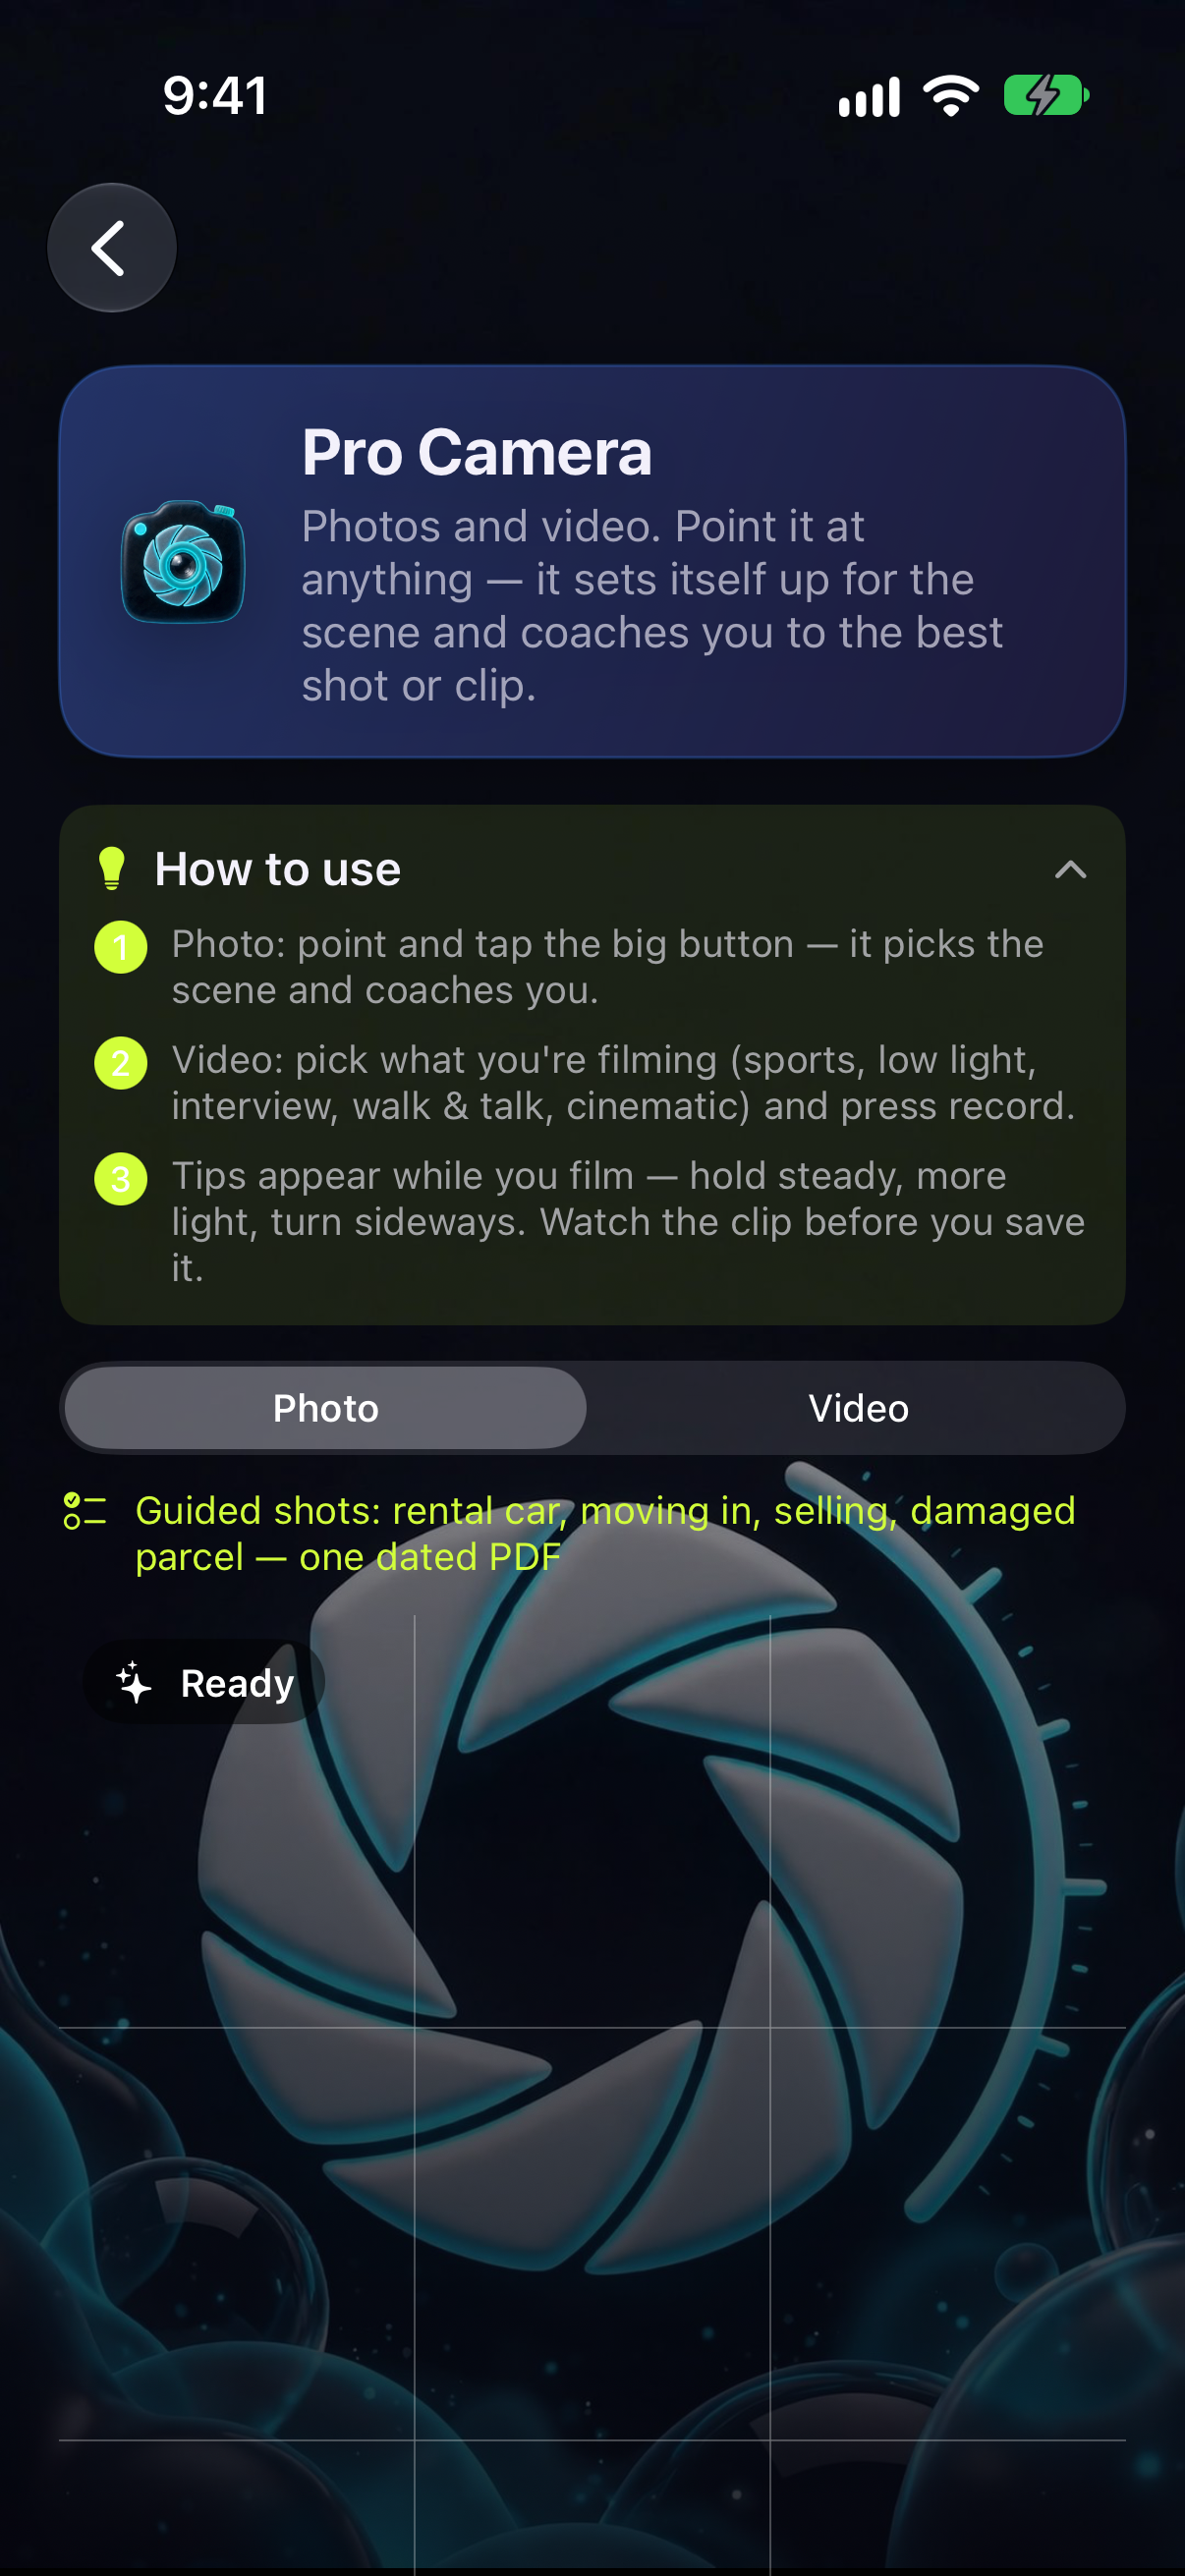 9:41
Pro Camera
Photos and video. Point it at
anything — it sets itself up for the
scene and coaches you to the best
shot or clip.
How to use
1 Photo: point and tap the big button — it picks the
scene and coaches you.
2 Video: pick what you're filming (sports, low light,
interview, walk & talk, cinematic) and press record.
3 Tips appear while you film — hold steady, more
light, turn sideways. Watch the clip before you save
it.
Photo Video
Guided shots: rental car, moving in, selling, damaged
parcel — one dated PDF
Ready